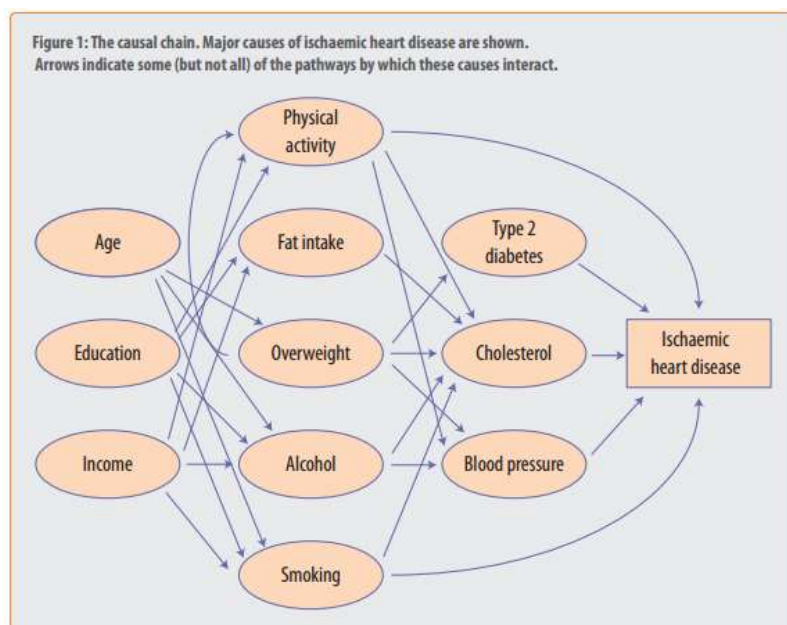 Figure 1: The causal chain. Major causes of ischaemic heart disease are shown.
Arrows indicate some (but not all) of the pathways by which these causes interact.
Physical
activity
Age
Fat intake
Type 2
diabetes
Education
Overweight
Cholesterol
Ischaemic
heart disease
Income
Alcohol
Blood pressure
Smoking